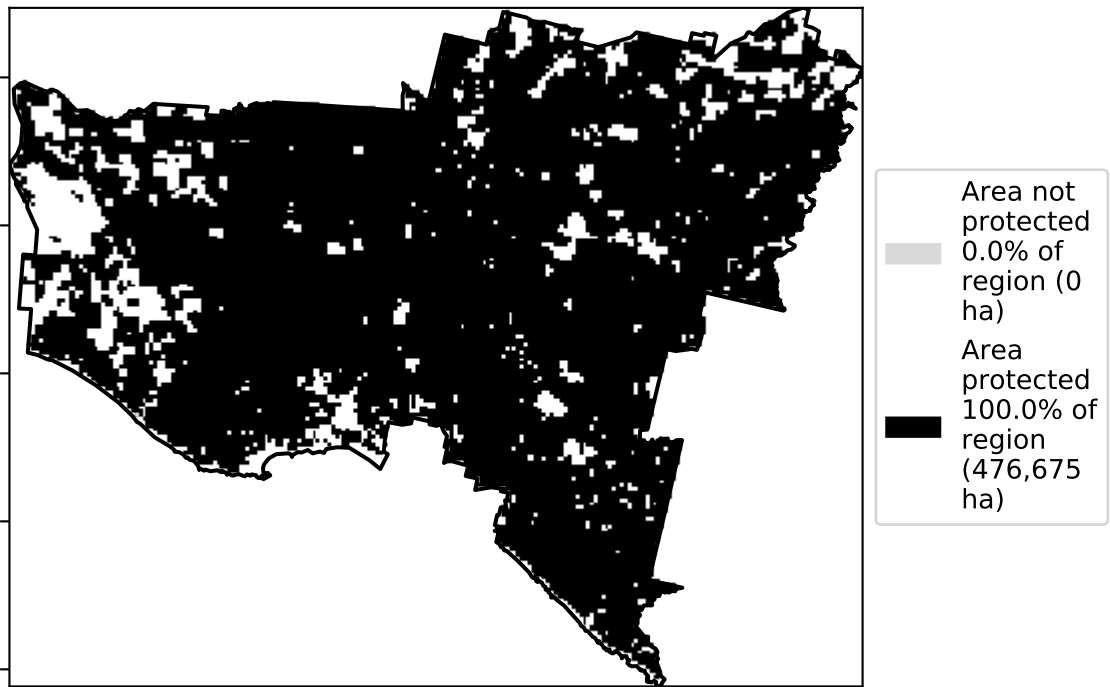 Area not
protected
0.0% of
region (0
ha)
Area
protected
100.0% of
region
(476,675
ha)